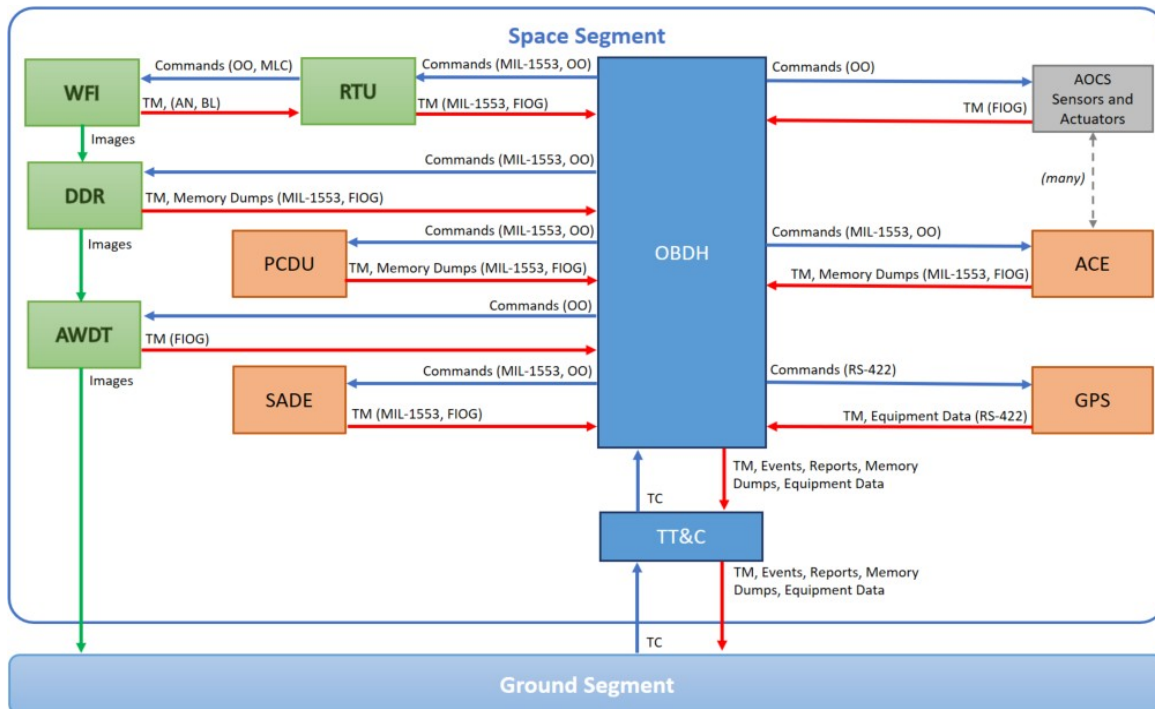 Space Segment
Commands (OO, MLC)
Commands (MIL-1553, OO)
Commands (OO)
WFI
RTU
AOCS
Sensors and
Actuators
TM, (AN, BL)
TM (MIL-1553, FIOG)
TM (FIOG)
Images
Commands (MIL-1553, OO)
(many)
DDR
TM, Memory Dumps (MIL-1553, FIOG)
Images
Commands (MIL-1553, OO)
Commands (MIL-1553, OO)
PCDU
OBDH
ACE
TM, Memory Dumps (MIL-1553, FIOG)
TM, Memory Dumps (MIL-1553, FIOG)
Commands (OO)
AWDT
TM (FIOG)
Images
Commands (MIL-1553, OO)
Commands (RS-422)
SADE
GPS
TM (MIL-1553, FIOG)
TM, Equipment Data (RS-422)
TM, Events, Reports, Memory
Dumps, Equipment Data
TC
TT&C
TM, Events, Reports, Memory
Dumps, Equipment Data
TC
Ground Segment